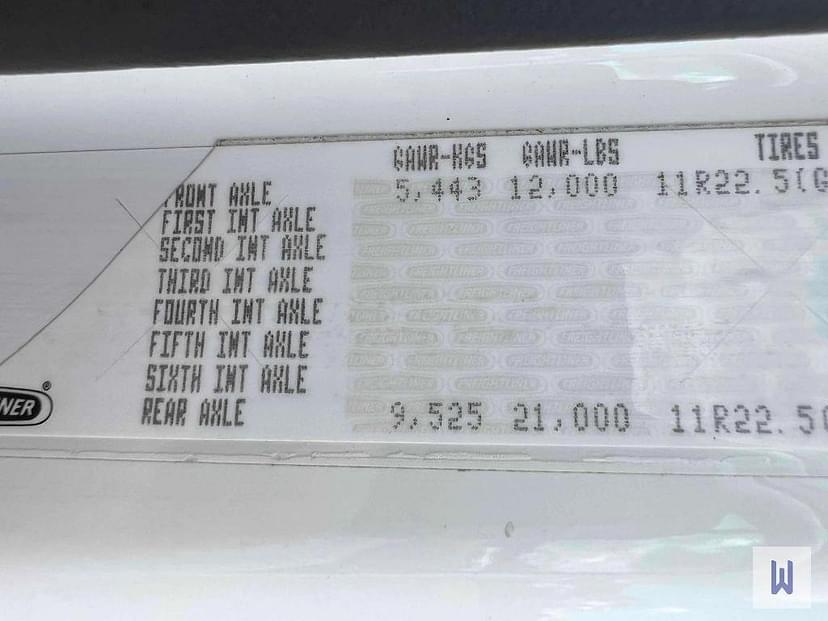 GAWR-KGS GAWR-LBS TIRES
FRONT AXLE 5,443 12,000 11R22.5(G
FIRST INT AXLE
SECOND INT AXLE
THIRD INT AXLE
FOURTH INT AXLE
FIFTH INT AXLE
SIXTH INT AXLE
REAR AXLE 9,525 21,000 11R22.5(
INER®
FREIGHTLINER
W